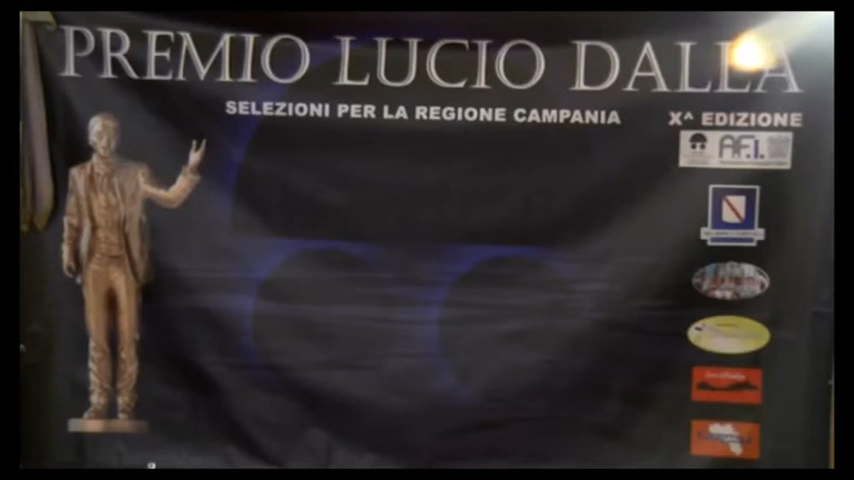 PREMIO LUCIO DALLA
SELEZIONI PER LA REGIONE CAMPANIA
Xᴬ EDIZIONE
A.F.I.